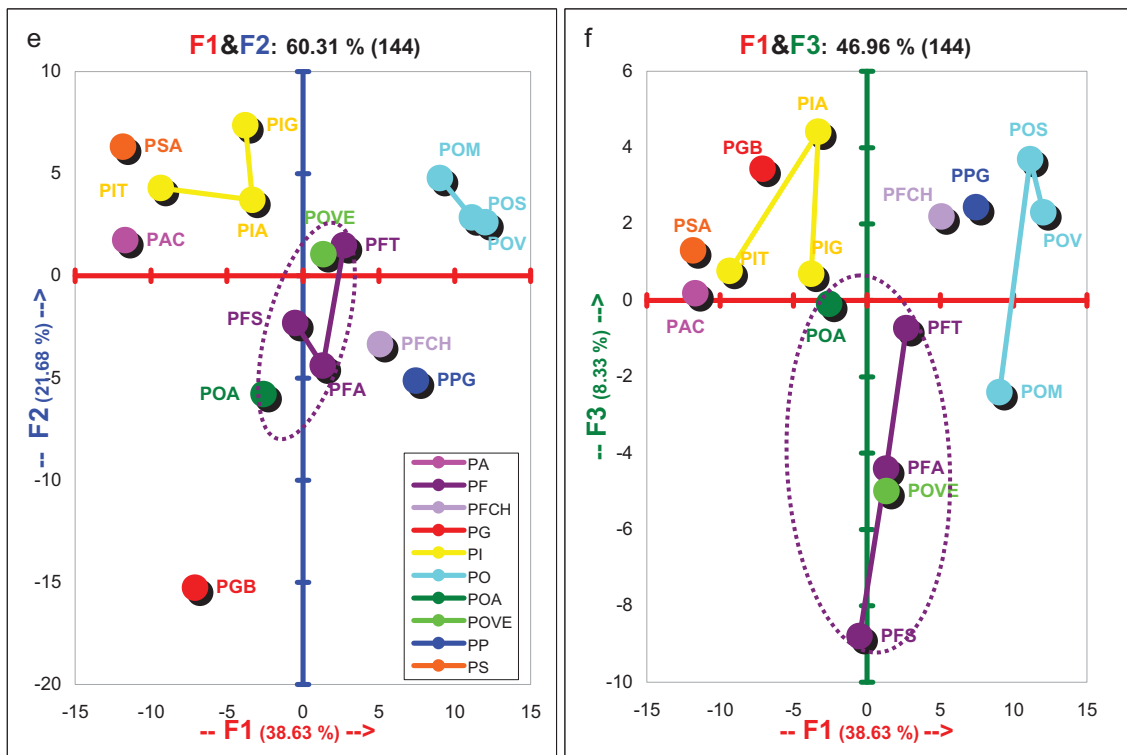 e
F1&F2: 60.31 % (144)
10
5
0
-5
-10
-15
-20
-- F2 (21.68 %) -->
PSA
PIG
PIT
PIA
PAC
POM
POS
POV
POVE
PFT
PFS
PFA
PFCH
PPG
POA
PGB
PA
PF
PFCH
PG
PI
PO
POA
POVE
PP
PS
-15 -10 -5 0 5 10 15
-- F1 (38.63 %) -->
f
F1&F3: 46.96 % (144)
6
4
2
0
-2
-4
-6
-8
-10
-- F3 (8.33 %) -->
PIA
PGB
POS
PFCH
PPG
POV
PSA
PIT
PIG
PAC
POA
PFT
POM
PFA
POVE
PFS
-15 -10 -5 0 5 10 15
-- F1 (38.63 %) -->